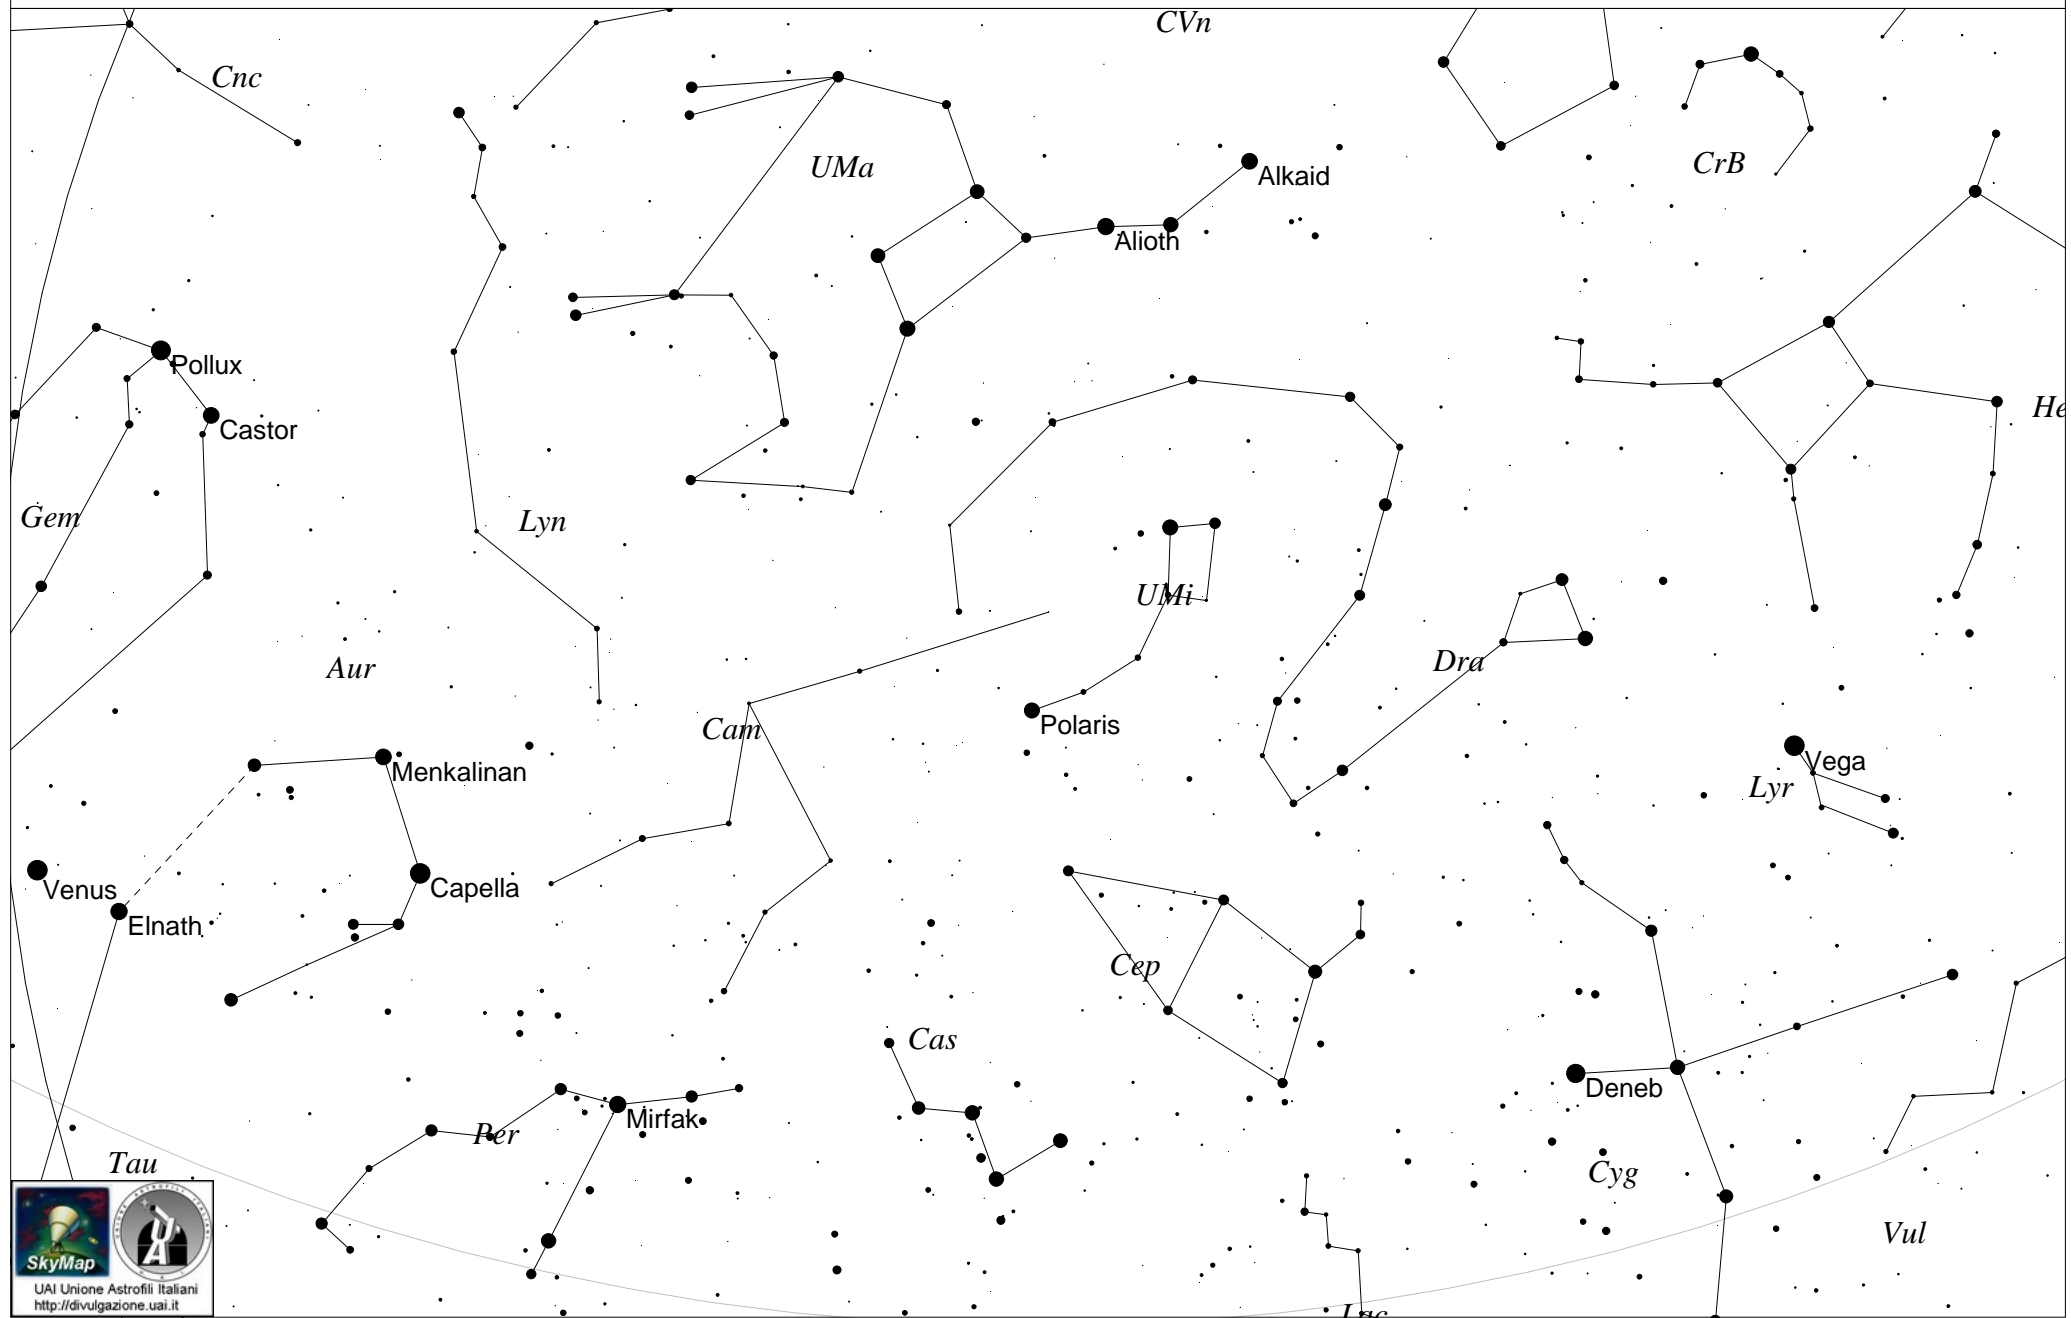 CVn
Cnc
UMa
Alkaid
CrB
Alioth
Pollux
Castor
He
Gem
Lyn
UMi
Aur
Dra
Cam
Polaris
Menkalinan
Vega
Lyr
Venus
Capella
Elnath
Cep
Cas
Deneb
Mirfak
Per
Tau
Cyg
Vul
SkyMap
UAI
UAI Unione Astrofili Italiani
http://divulgazione.uai.it
Lac